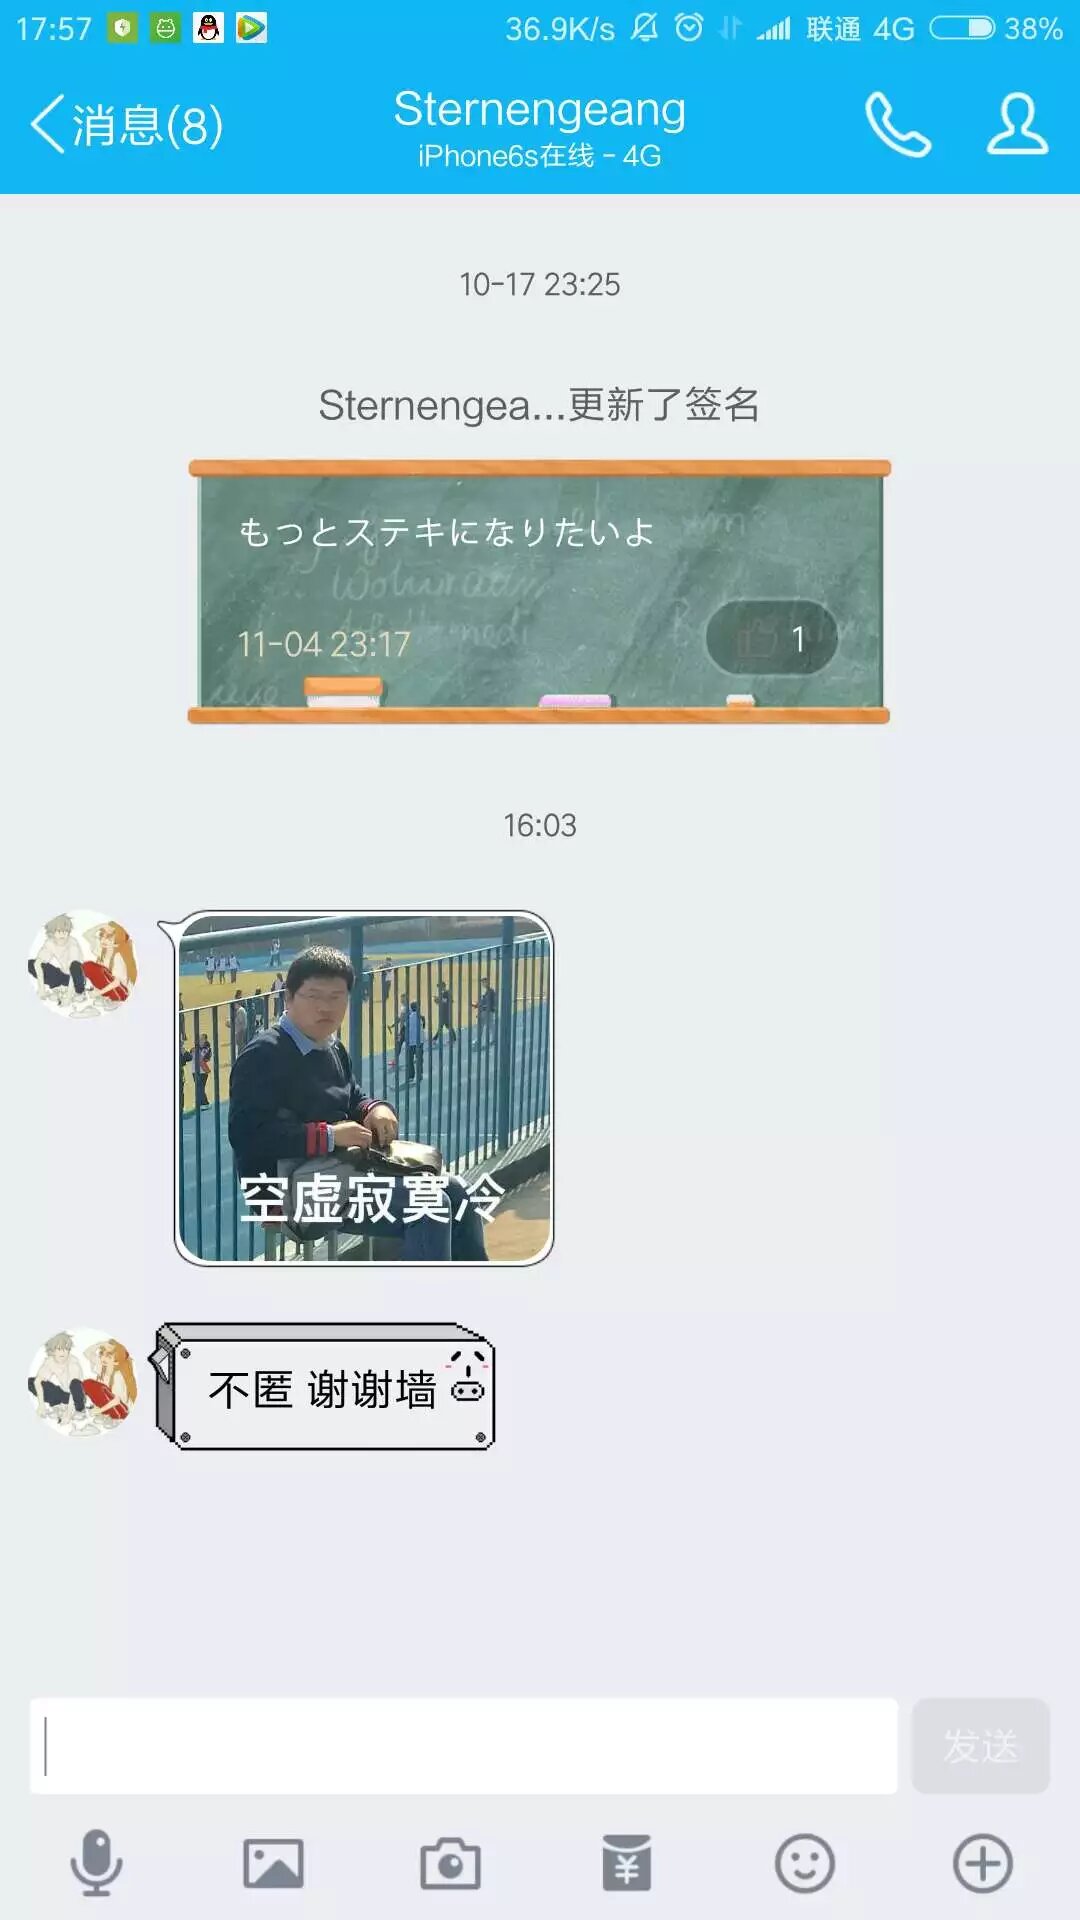 17:57 36.9K/s 联通 4G 38%
消息(8)
Sternengeang
iPhone6s在线 - 4G
10-17 23:25
Sternengea...更新了签名
もっとステキになりたいよ
11-04 23:17
1
16:03
空虚寂寞冷
不匿 谢谢墙
发送